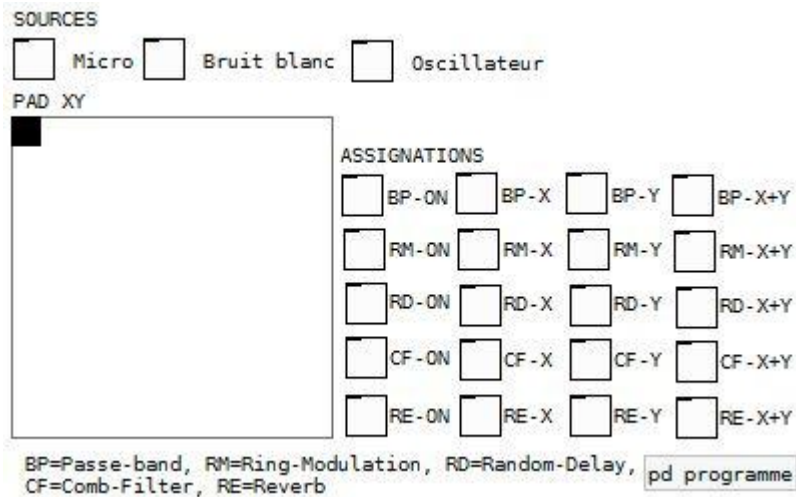 SOURCES
Micro Bruit blanc Oscillateur
PAD XY
ASSIGNATIONS
BP-ON BP-X BP-Y BP-X+Y
RM-ON RM-X RM-Y RM-X+Y
RD-ON RD-X RD-Y RD-X+Y
CF-ON CF-X CF-Y CF-X+Y
RE-ON RE-X RE-Y RE-X+Y
BP=Passe-band, RM=Ring-Modulation, RD=Random-Delay,
CF=Comb-Filter, RE=Reverb
pd programme